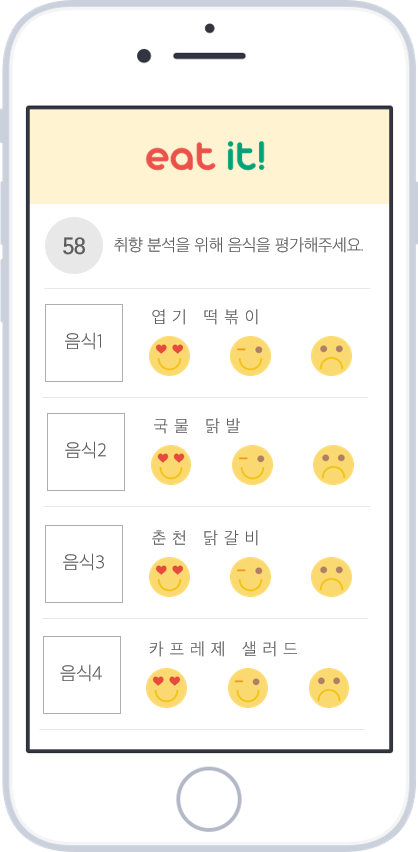 eat it!
58
취향 분석을 위해 음식을 평가해주세요.
음식1
엽기 떡볶이
음식2
국물 닭발
음식3
춘천 닭갈비
음식4
카프레제 샐러드